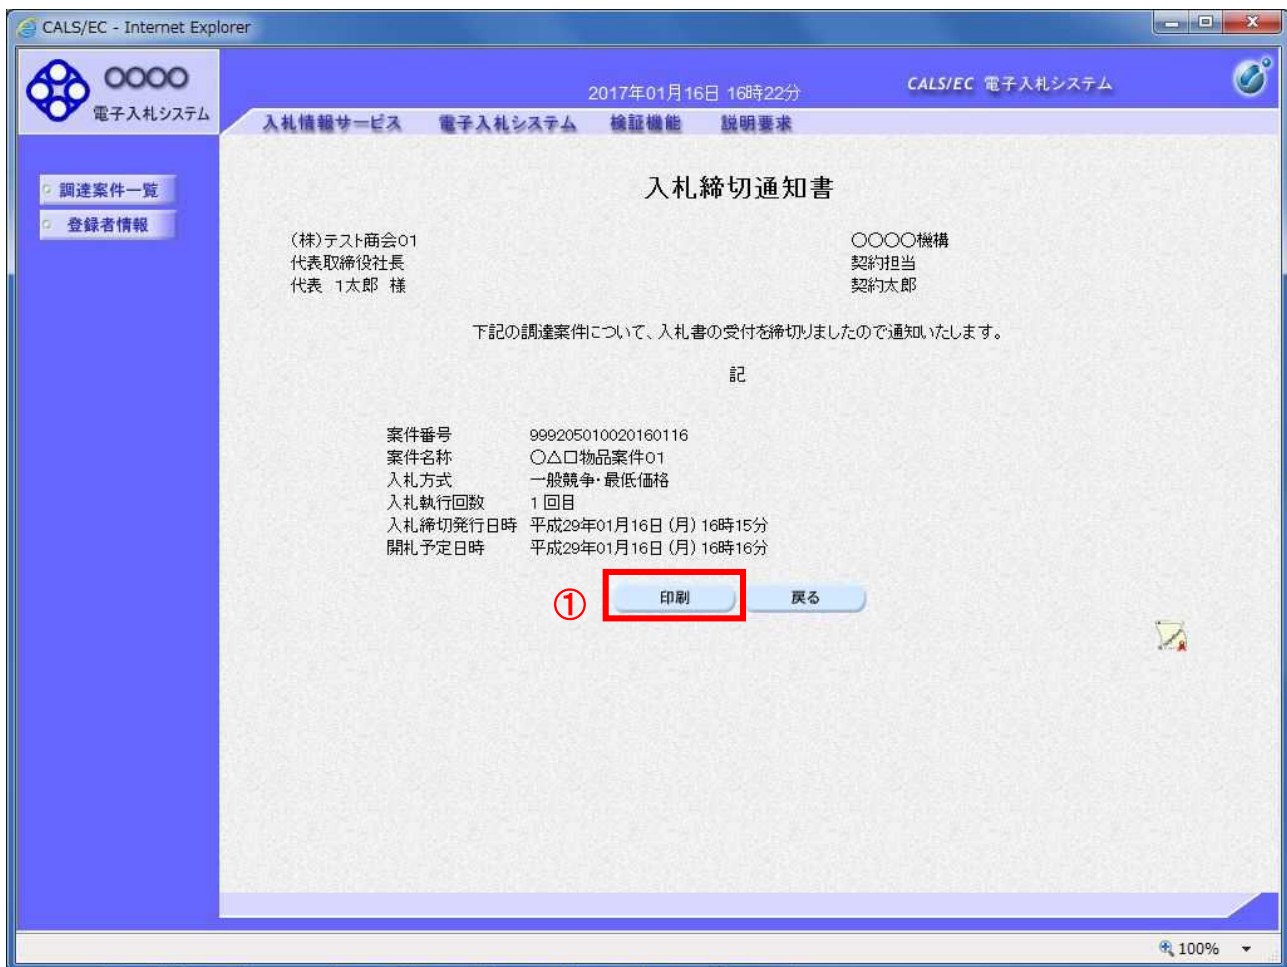 CALS/EC - Internet Explorer
OOOO
電子入札システム
2017年01月16日 16時22分
CALS/EC 電子入札システム
入札情報サービス 電子入札システム 検証機能 説明要求
調達案件一覧
登録者情報
入札締切通知書
(株)テスト商会01
代表取締役社長
代表 1太郎 様
〇〇〇〇機構
契約担当
契約太郎
下記の調達案件について、入札書の受付を締切りましたので通知いたします。
記
案件番号 999205010020160116
案件名称 〇△口物品案件01
入札方式 一般競争・最低価格
入札執行回数 1回目
入札締切発行日時 平成29年01月16日(月)16時15分
開札予定日時 平成29年01月16日(月)16時16分
① 印刷 戻る
100%